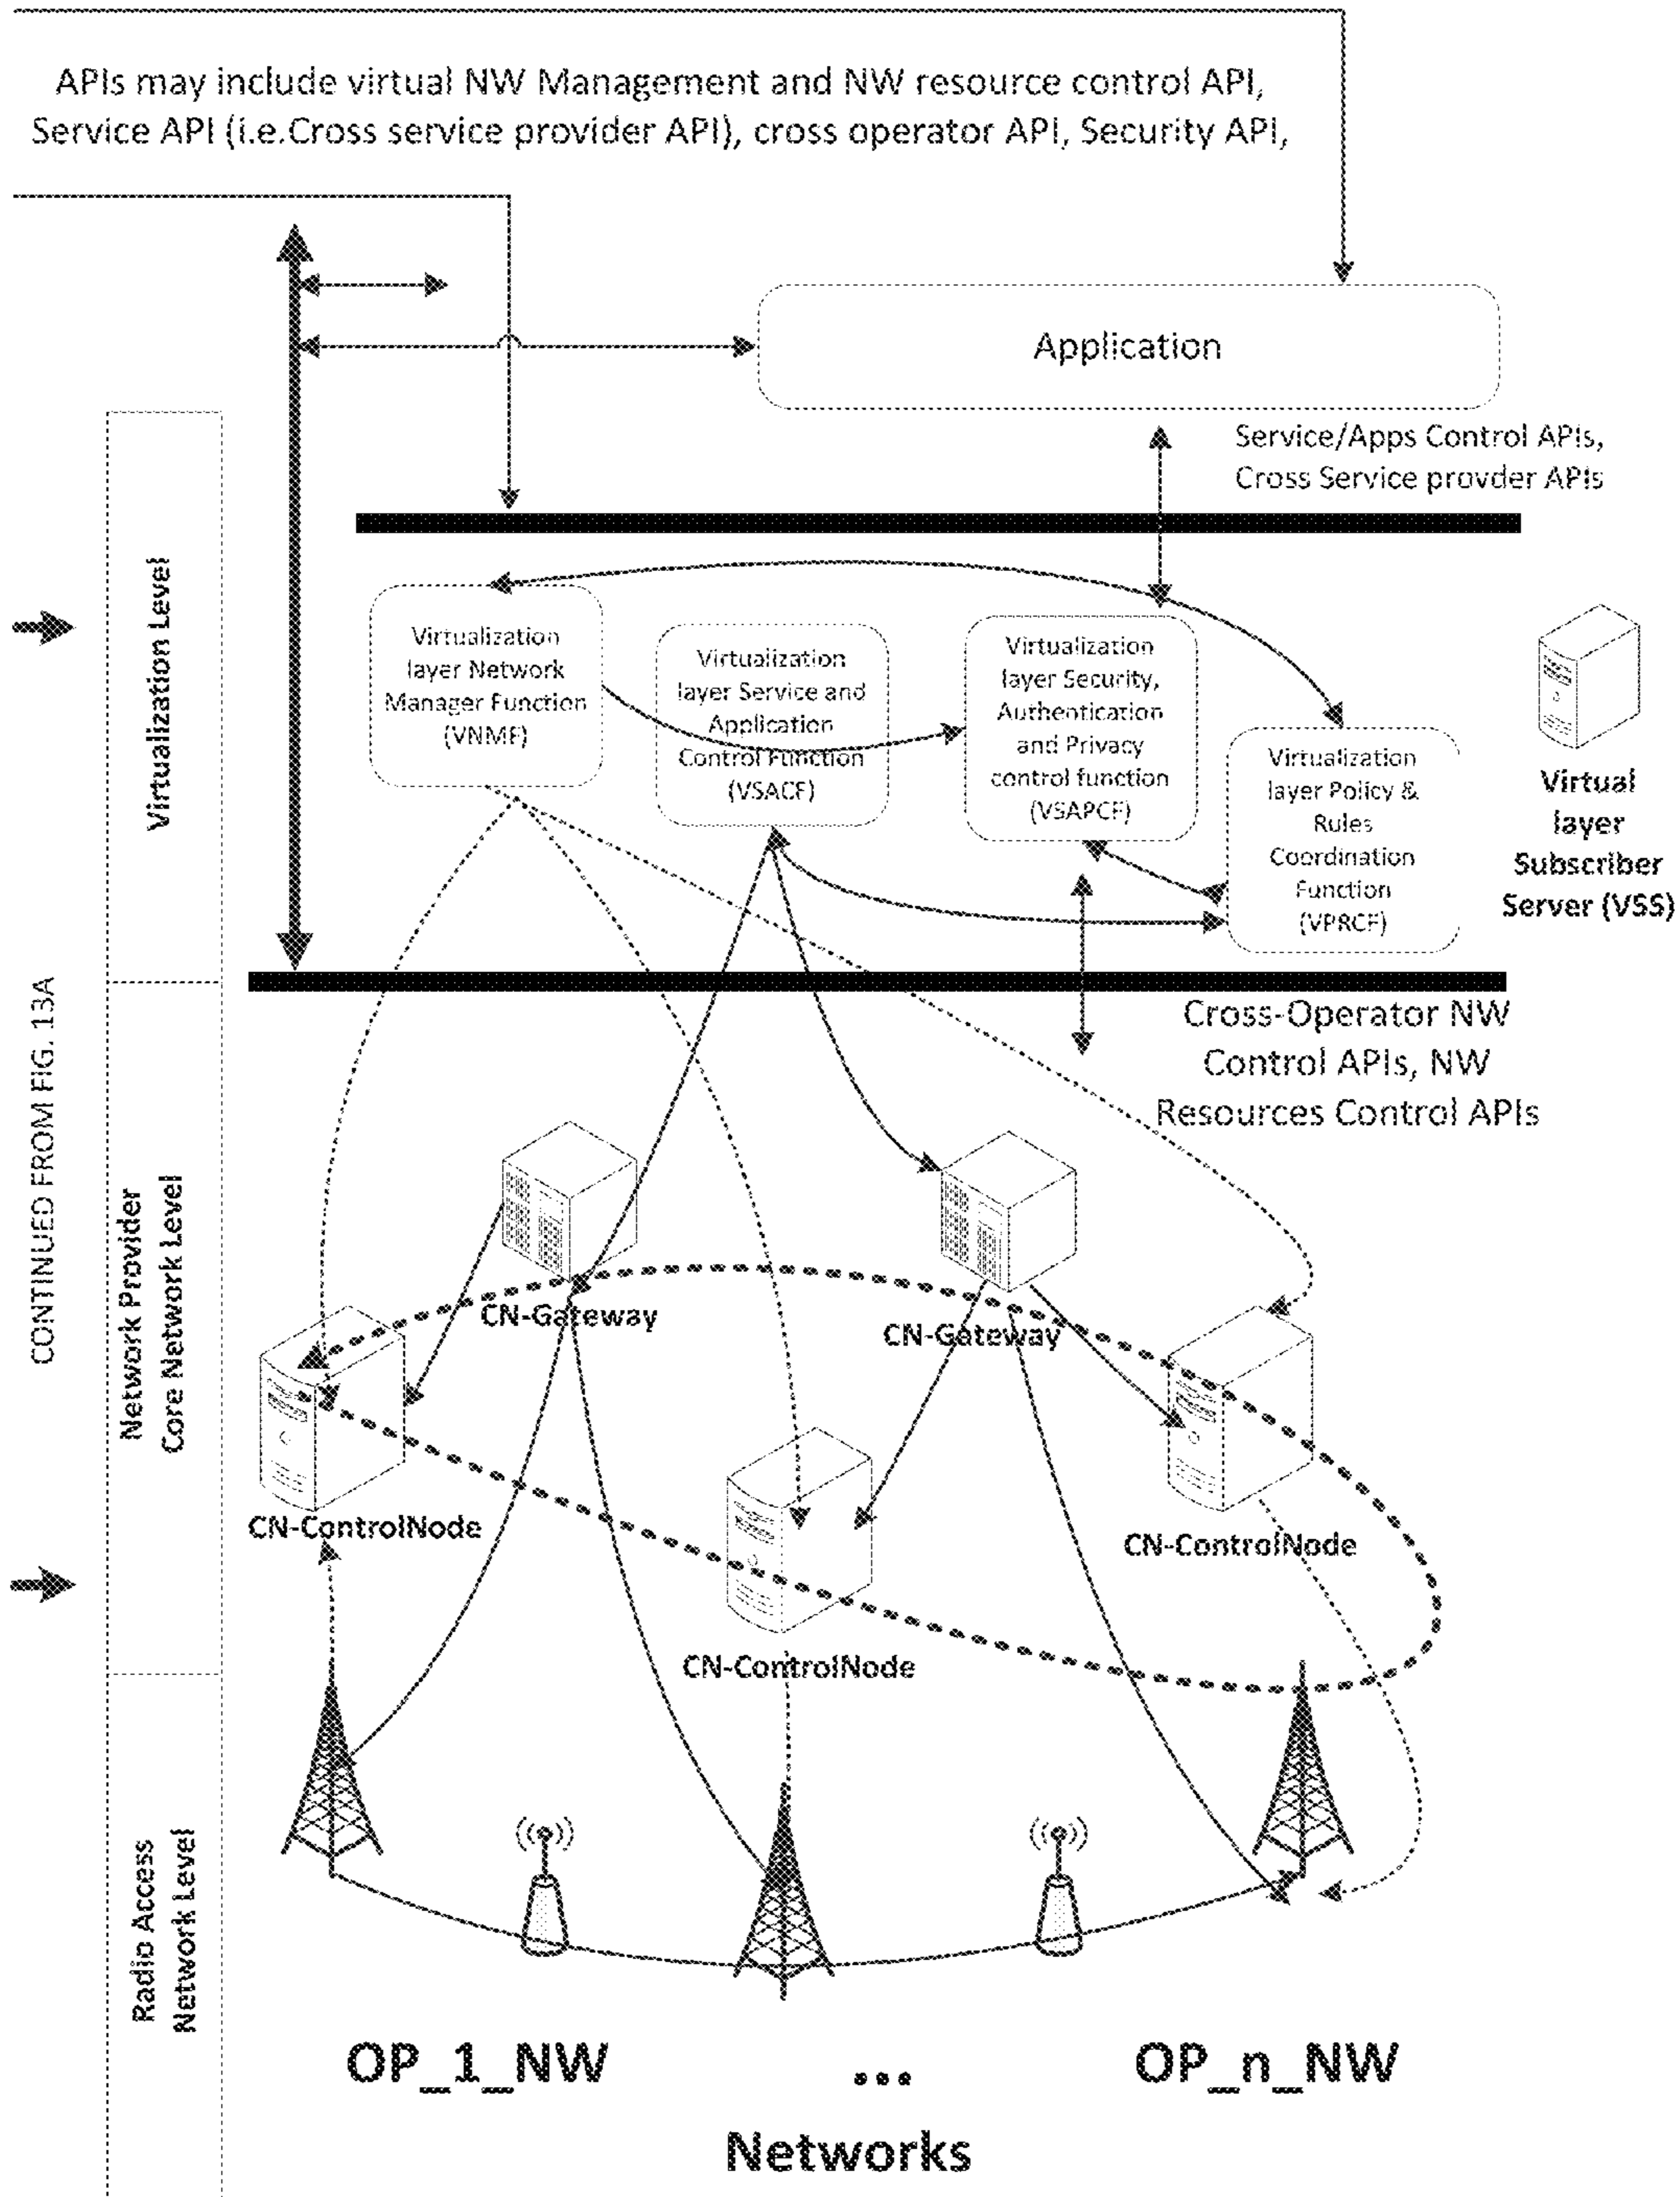 APIs may include virtual NW Management and NW resource control API,
Service API (i.e.Cross service provider API), cross operator API, Security API,
Application
Service/Apps Control APIs,
Cross Service provder APIs
Virtualization Level
Virtualization
layer Network
Manager Function
(VNMF)
Virtualization
layer Service and
Application
Control Function
(VSACF)
Virtualization
layer Security,
Authentication
and Privacy
control function
(VSAPCF)
Virtualization
layer Policy &
Rules
Coordination
Function
(VPRCF)
Virtual
layer
Subscriber
Server (VSS)
CONTINUED FROM FIG. 13A
Network Provider
Core Network Level
Cross-Operator NW
Control APIs, NW
Resources Control APIs
CN-Gateway
CN-Gateway
CN-ControlNode
CN-ControlNode
CN-ControlNode
Radio Access
Network Level
OP_1_NW
...
OP_n_NW
Networks